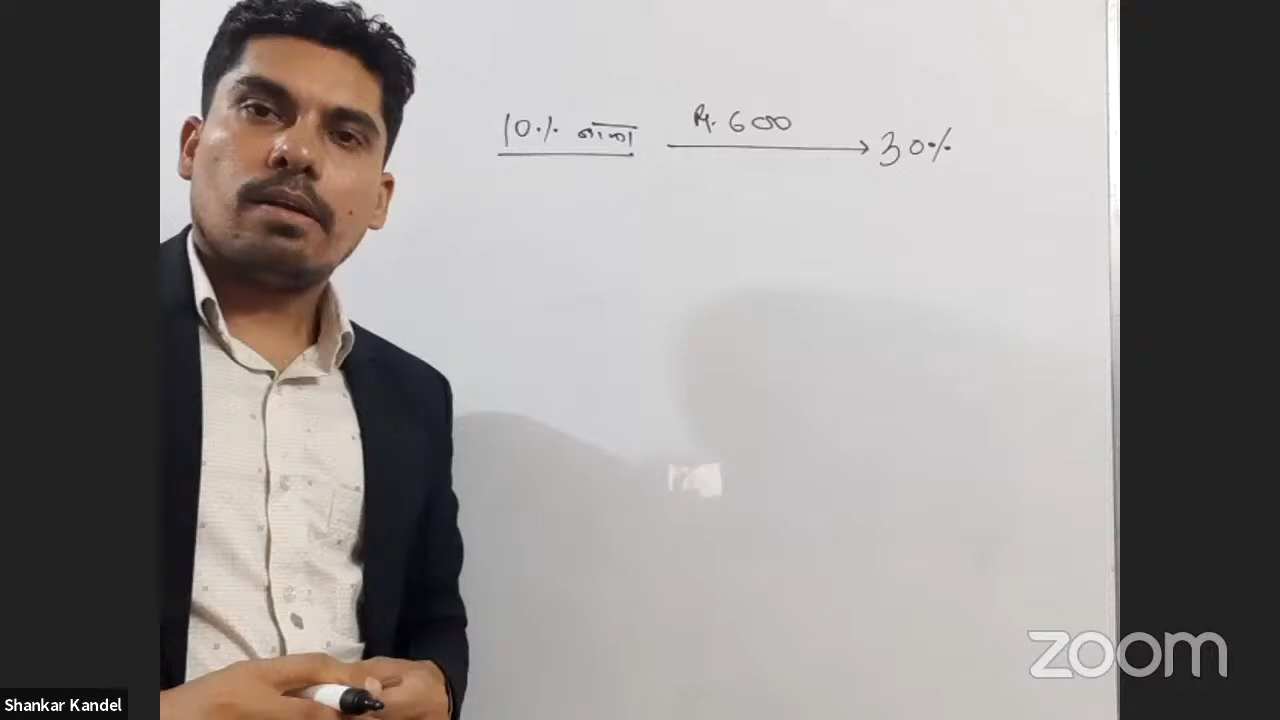 10% नाफा Rs. 600 → 30%
zoom
Shankar Kandel